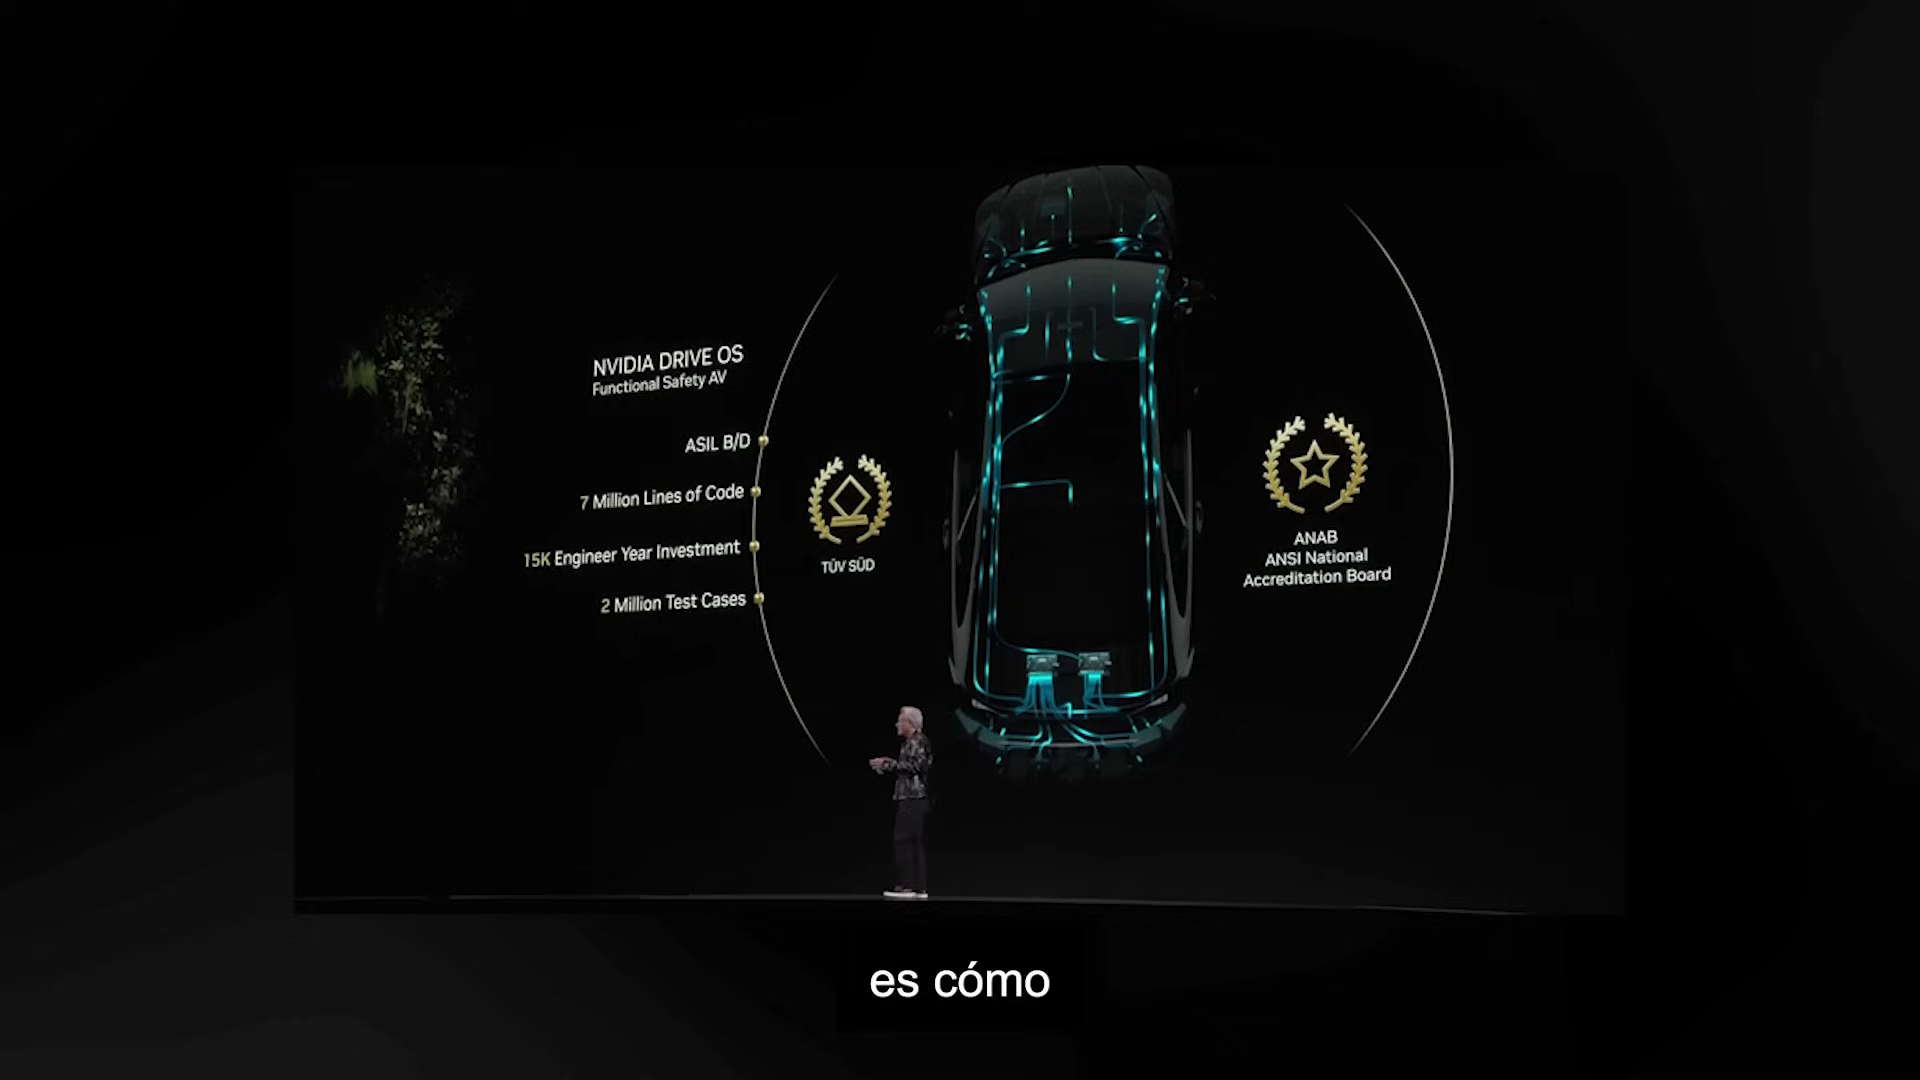 NVIDIA DRIVE OS
Functional Safety AV
ASIL B/D
7 Million Lines of Code
15K Engineer Year Investment
2 Million Test Cases
TÜV SÜD
ANAB
ANSI National
Accreditation Board
es cómo